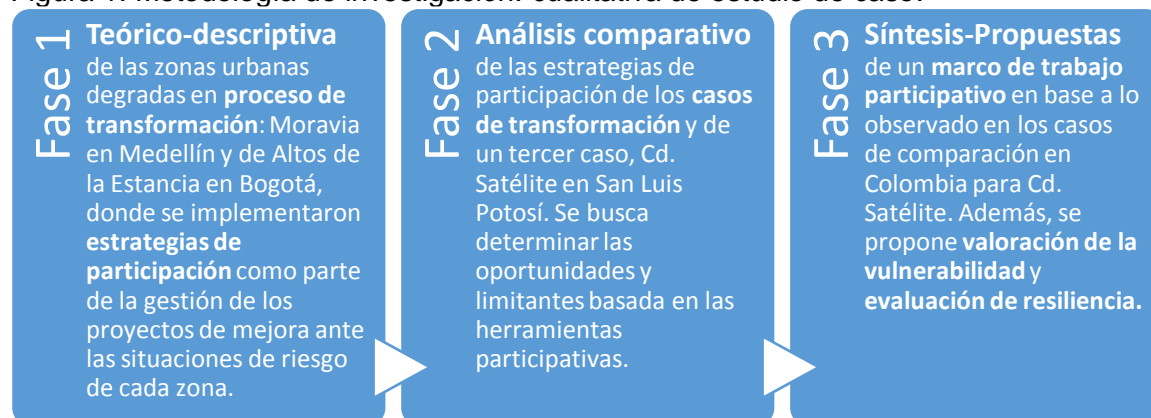 Figura 1. Metodología de investigación: cualitativa de estudio de caso.
Fase 1
Teórico-descriptiva
de las zonas urbanas
degradas en proceso de
transformación: Moravia
en Medellín y de Altos de
la Estancia en Bogotá,
donde se implementaron
estrategias de
participación como parte
de la gestión de los
proyectos de mejora ante
las situaciones de riesgo
de cada zona.
Fase 2
Análisis comparativo
de las estrategias de
participación de los casos
de transformación y de
un tercer caso, Cd.
Satélite en San Luis
Potosí. Se busca
determinar las
oportunidades y
limitantes basada en las
herramientas
participativas.
Fase 3
Síntesis-Propuestas
de un marco de trabajo
participativo en base a lo
observado en los casos
de comparación en
Colombia para Cd.
Satélite. Además, se
propone valoración de la
vulnerabilidad y
evaluación de resiliencia.